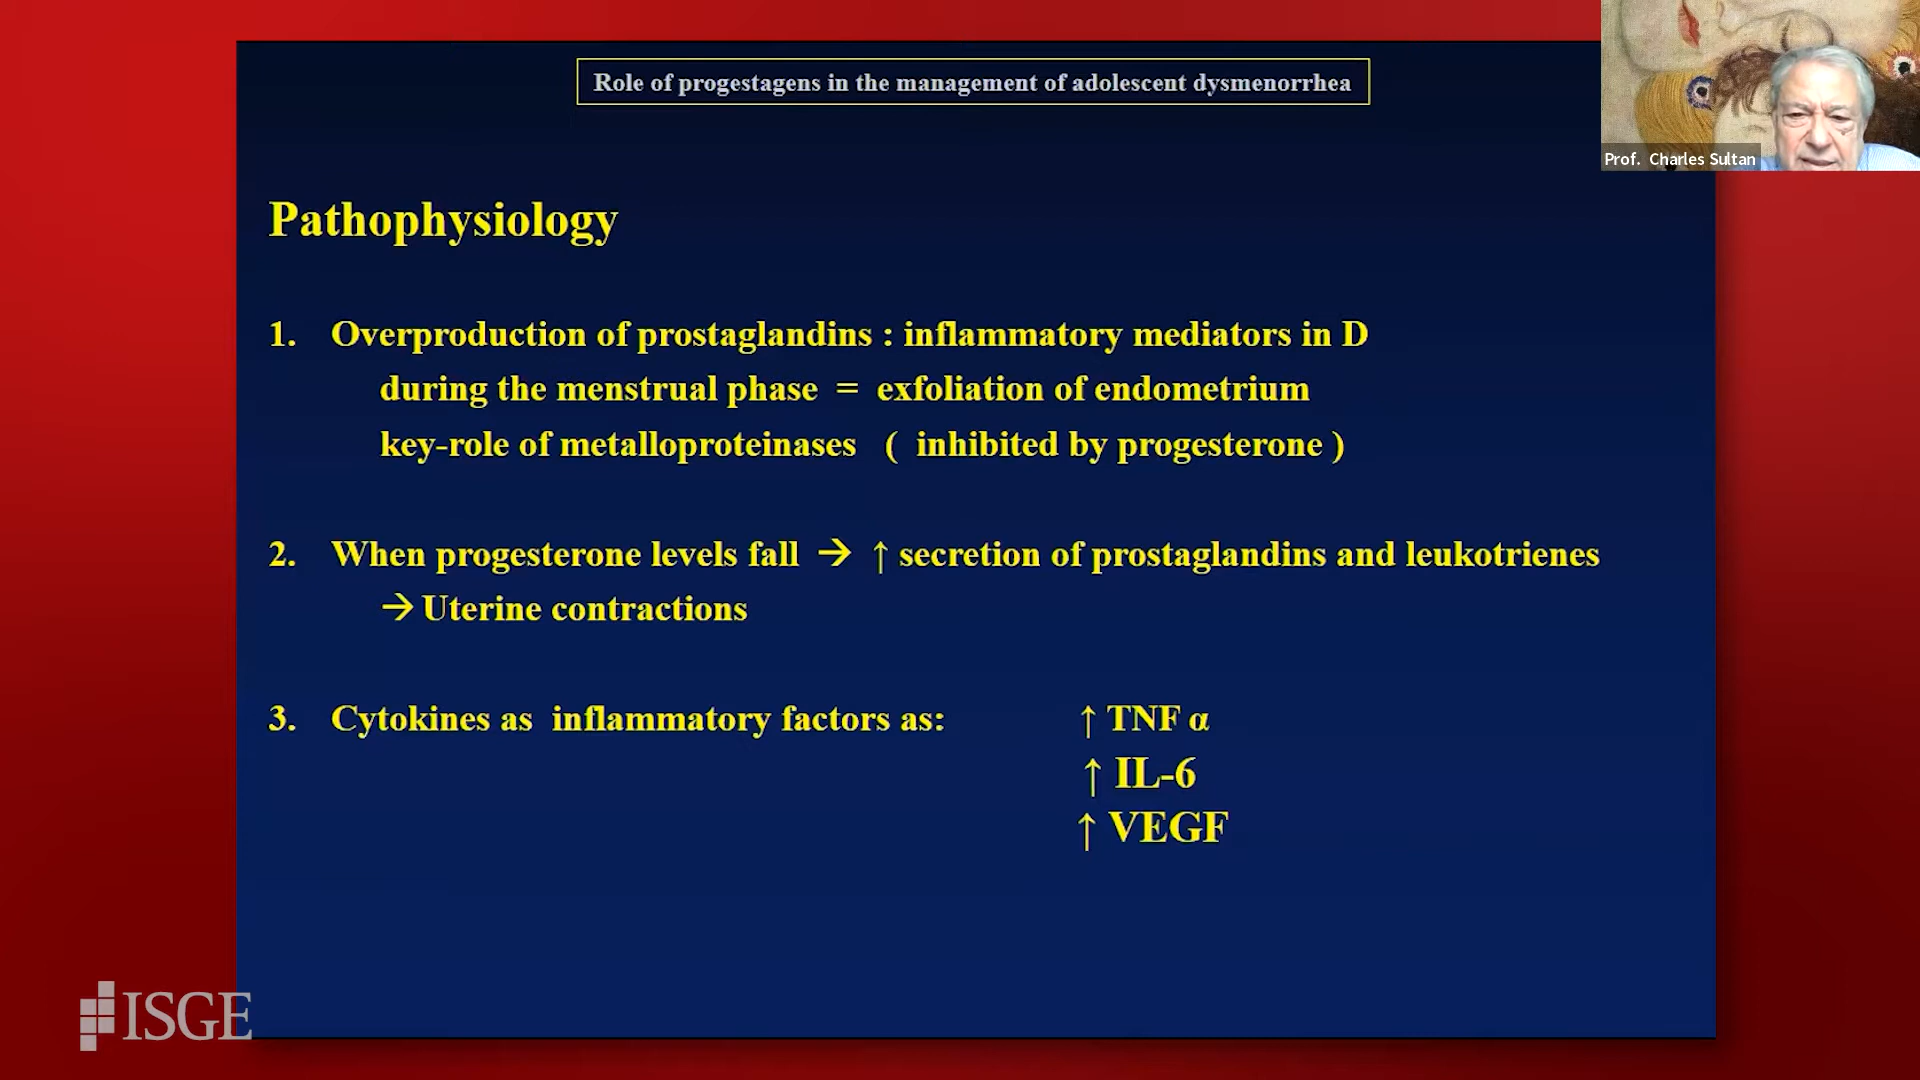 Role of progestagens in the management of adolescent dysmenorrhea
Prof. Charles Sultan
Pathophysiology
1. Overproduction of prostaglandins : inflammatory mediators in D
during the menstrual phase = exfoliation of endometrium
key-role of metalloproteinases ( inhibited by progesterone )
2. When progesterone levels fall → ↑ secretion of prostaglandins and leukotrienes
→ Uterine contractions
3. Cytokines as inflammatory factors as: ↑ TNF α
↑ IL-6
↑ VEGF
ISGE